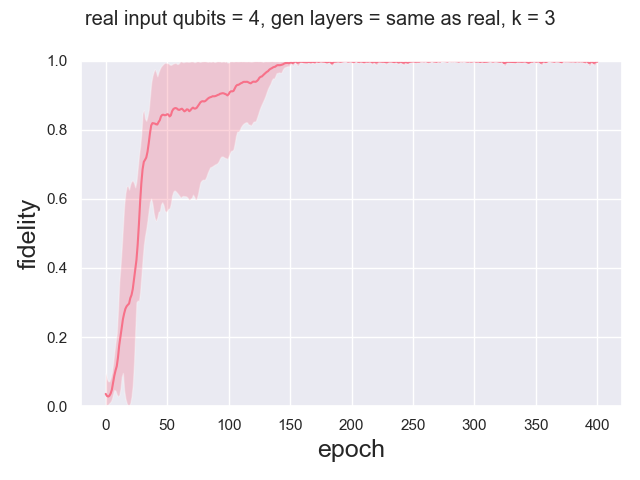 real input qubits = 4, gen layers = same as real, k = 3
1.0
0.8
0.6
0.4
0.2
0.0
fidelity
0 50 100 150 200 250 300 350 400
epoch